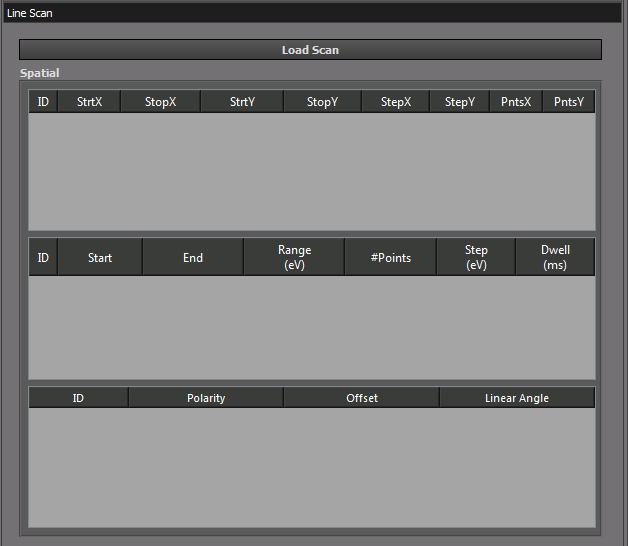 Line Scan
Load Scan
Spatial
ID StrtX StopX StrtY StopY StepX StepY PntsX PntsY
ID Start End Range (eV) #Points Step (eV) Dwell (ms)
ID Polarity Offset Linear Angle